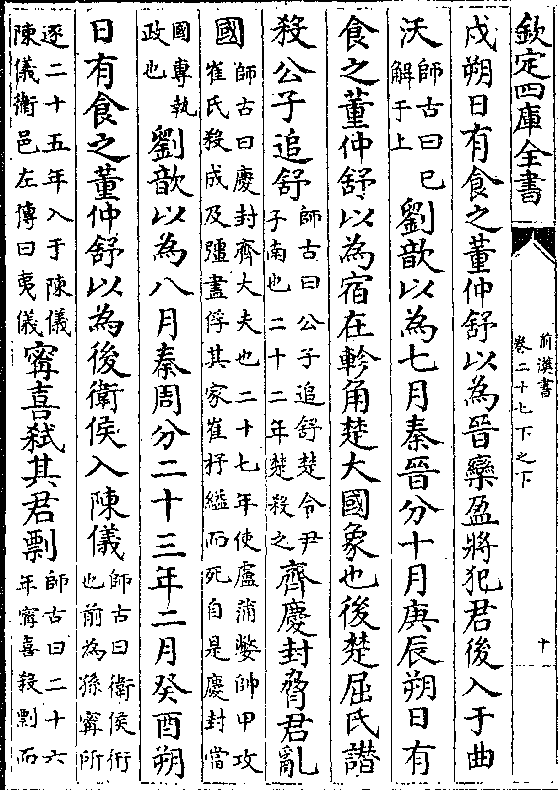 欽定四庫全書
前漢書
卷二十七下之下
十
戌朔日有食之董仲舒以為晉欒盈將犯君後入于曲
沃師古曰已解于上劉歆以為七月秦晉分十月庚辰朔日有
食之董仲舒以為宿在軫角楚大國象也後楚屈氏譖
殺公子追舒師古曰公子追舒楚令尹子南也二十二年楚殺之齊慶封脅君亂
國師古曰慶封齊大夫也二十七年使盧蒲嫳帥甲攻崔氏殺成及彊盡俘其家崔杼縊而死自是慶封當
國專執政也劉歆以為八月秦周分二十三年二月癸酉朔
日有食之董仲舒以為後衛侯入陳儀師古曰衛侯衎也前為孫甯所
逐二十五年入于陳儀陳儀衛邑左傳曰夷儀甯喜弑其君剽師古曰二十六年甯喜殺剽而